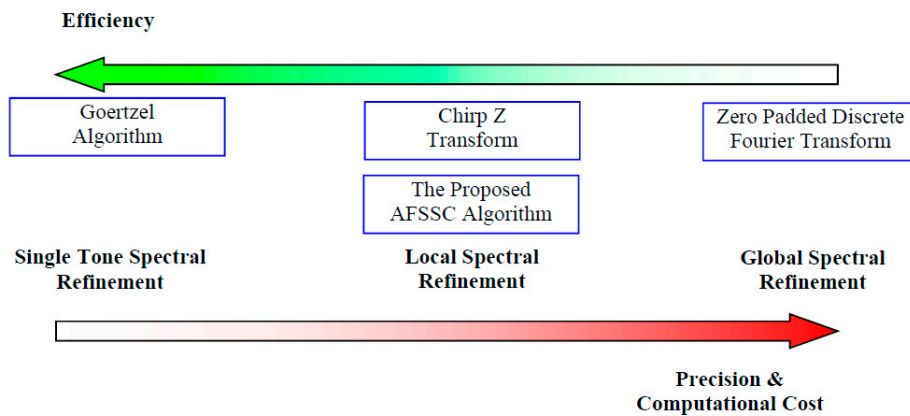 Efficiency
Goertzel
Algorithm
Chirp Z
Transform
Zero Padded Discrete
Fourier Transform
The Proposed
AFSSC Algorithm
Single Tone Spectral
Refinement
Local Spectral
Refinement
Global Spectral
Refinement
Precision &
Computational Cost